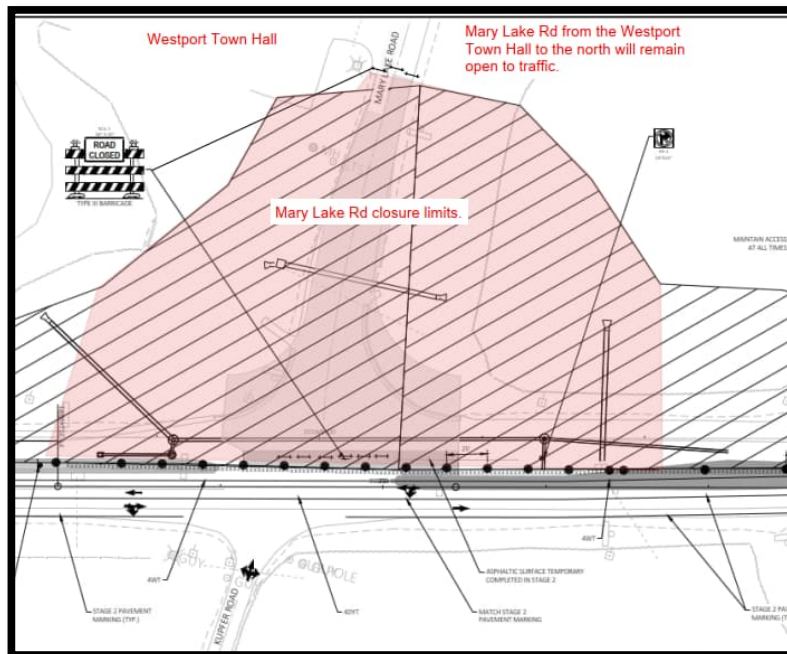 Westport Town Hall
Mary Lake Rd from the Westport
Town Hall to the north will remain
open to traffic.
MARY LAKE ROAD
ROAD
CLOSED
TYPE III BARRICADE
Mary Lake Rd closure limits.
MAINTAIN ACCESS
AT ALL TIMES
4WT
4WT
ASPHALTIC SURFACE TEMPORARY
COMPLETED IN STAGE 2
GUY
POLE
KUPFER ROAD
STAGE 2 PAVEMENT
MARKING (TYP.)
MATCH STAGE 2
PAVEMENT MARKING
STAGE 2 PA
MARKING (T